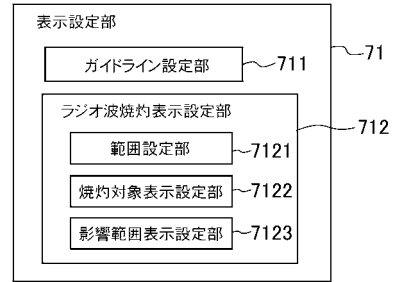 表示設定部
71
ガイドライン設定部
711
ラジオ波焼灼表示設定部
712
範囲設定部
7121
焼灼対象表示設定部
7122
影響範囲表示設定部
7123